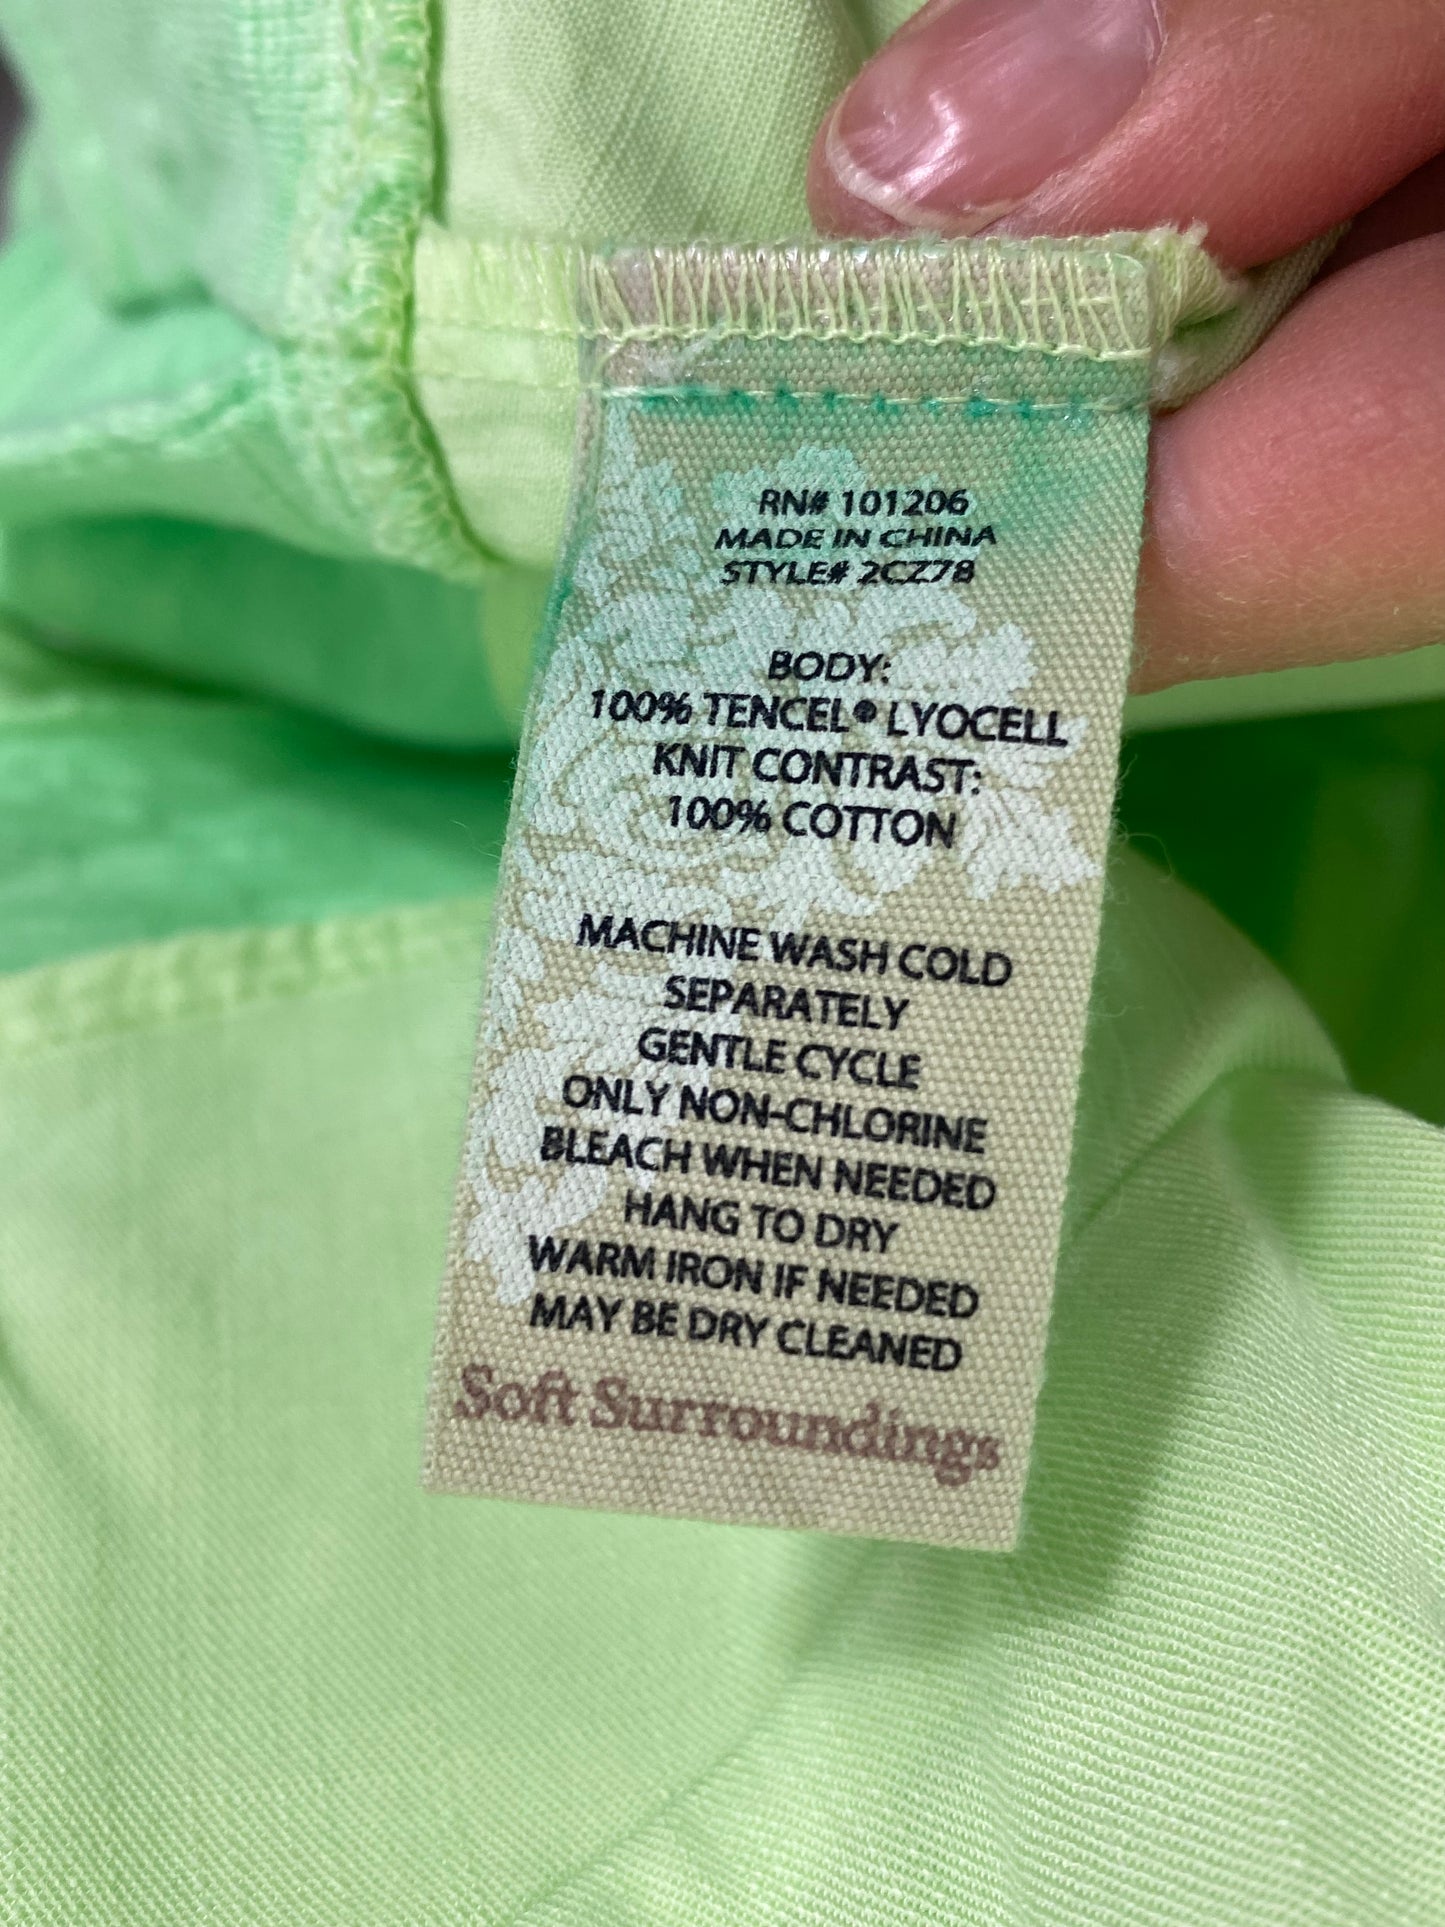 RN# 101206
MADE IN CHINA
STYLE# 2CZ78
BODY:
100% TENCEL® LYOCELL
KNIT CONTRAST:
100% COTTON
MACHINE WASH COLD
SEPARATELY
GENTLE CYCLE
ONLY NON-CHLORINE
BLEACH WHEN NEEDED
HANG TO DRY
WARM IRON IF NEEDED
MAY BE DRY CLEANED
Soft Surroundings